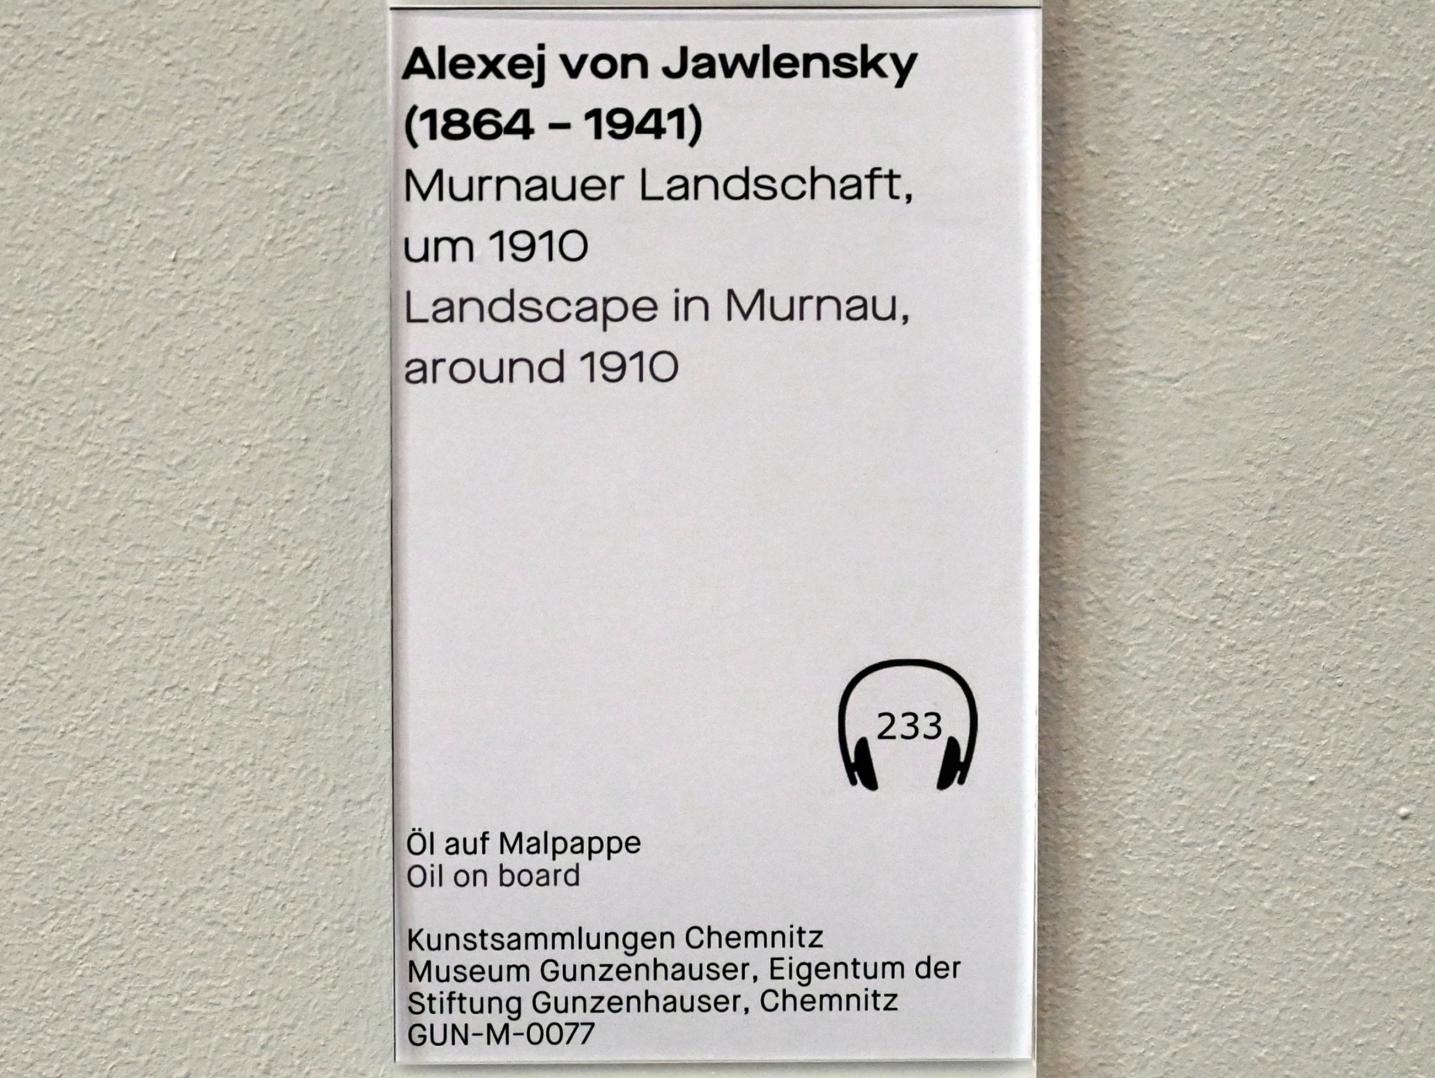 Alexej von Jawlensky
(1864 – 1941)
Murnauer Landschaft,
um 1910
Landscape in Murnau,
around 1910
233
Öl auf Malpappe
Oil on board
Kunstsammlungen Chemnitz
Museum Gunzenhauser, Eigentum der
Stiftung Gunzenhauser, Chemnitz
GUN-M-0077